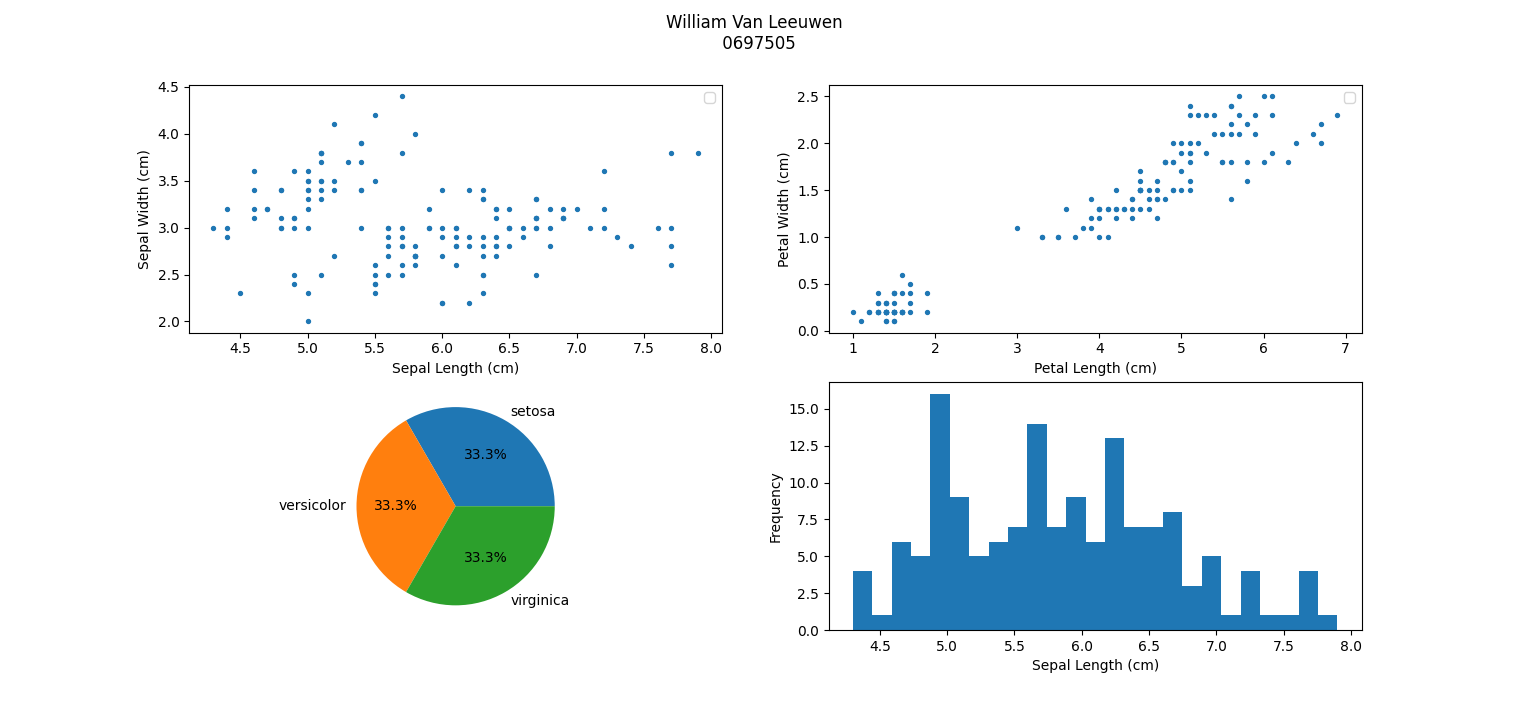 William Van Leeuwen
0697505
4.5
4.0
3.5
3.0
2.5
2.0
Sepal Width (cm)
4.5 5.0 5.5 6.0 6.5 7.0 7.5 8.0
Sepal Length (cm)
2.5
2.0
1.5
1.0
0.5
0.0
Petal Width (cm)
1 2 3 4 5 6 7
Petal Length (cm)
setosa
33.3%
versicolor 33.3%
33.3%
virginica
15.0
12.5
10.0
7.5
5.0
2.5
0.0
Frequency
4.5 5.0 5.5 6.0 6.5 7.0 7.5 8.0
Sepal Length (cm)